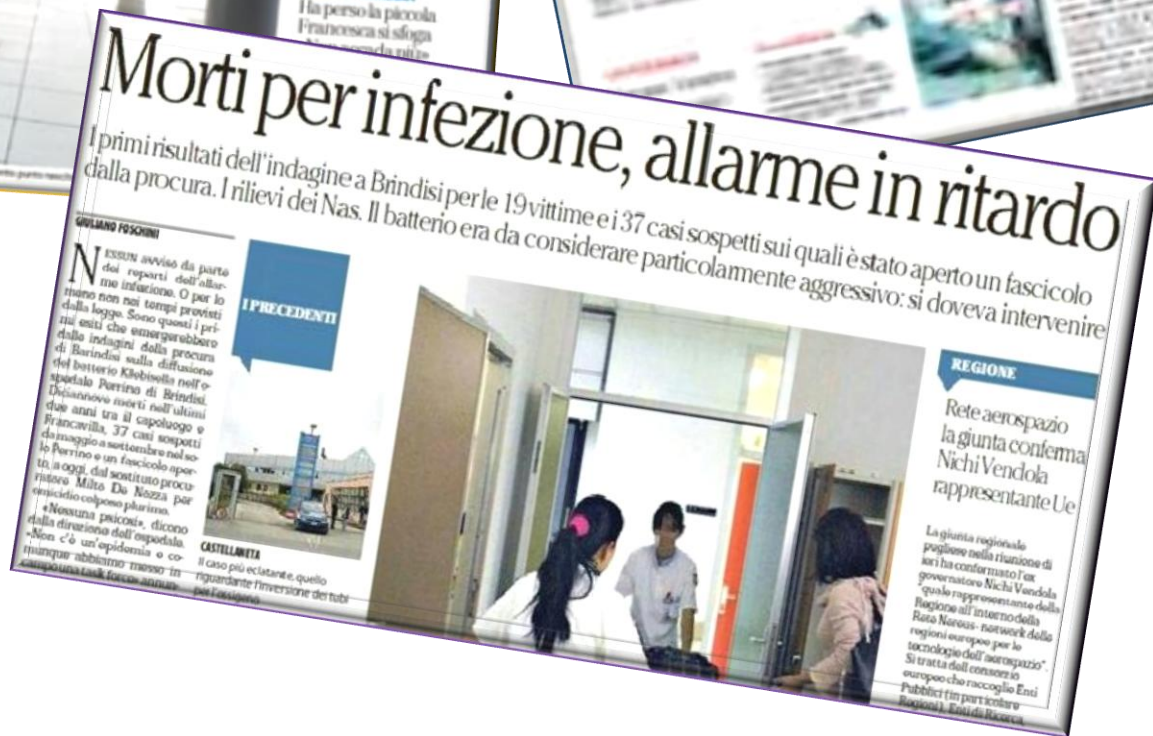 Ha perso la piccola
Francesca si sfoga
Morti per infezione, allarme in ritardo
I primi risultati dell'indagine a Brindisi per le 19 vittime e i 37 casi sospetti sui quali è stato aperto un fascicolo
dalla procura. I rilievi dei Nas. Il batterio era da considerare particolarmente aggressivo: si doveva intervenire
GIULIANO FOSCHINI
NESSUN avviso da parte
dei reparti dell'allar-
me infezione. O per lo
meno non nei tempi previsti
dalla legge. Sono questi i pri-
mi esiti che emergerebbero
dalle indagini della procura
di Barindisi sulla diffusione
del batterio Klebisella nell'o-
spedale Perrino di Brindisi.
Diciannove morti nell'ultimi
due anni tra il capoluogo e
Francavilla, 37 casi sospetti
da maggio a settembre nel so-
lo Perrino e un fascicolo aper-
to, a oggi, dal sostituto procu-
ratore Milto De Nozza per
omicidio colposo plurimo.
«Nessuna psicosi», dicono
dalla direzione dell'ospedale.
«Non c'è un'epidemia e co-
munque abbiamo messo in
campo una task force» annun-
I PRECEDENTI
CASTELLANETA
Il caso più eclatante, quello
riguardante l'inversione dei tubi
per l'ossigeno
REGIONE
Rete aerospazio
la giunta conferma
Nichi Vendola
rappresentante Ue
La giunta regionale
pugliese nella riunione di
ieri ha confermato l'ex
governatore Nichi Vendola
quale rappresentante della
Regione all'interno della
Rete Nereus- network delle
regioni europee per le
tecnologie dell'aerospazio".
Si tratta dell consorzio
europeo che raccoglie Enti
Pubblici (in particolare
Regioni), Enti di Ricerca,